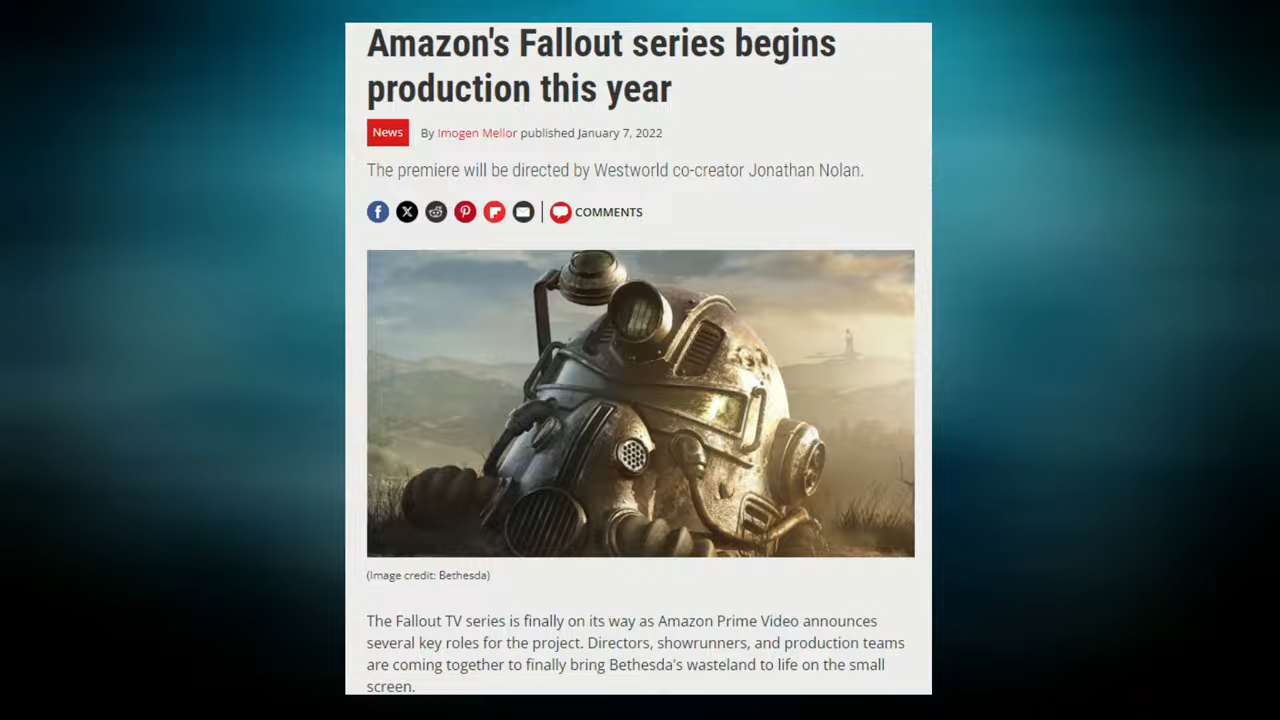 Amazon's Fallout series begins
production this year
News
By Imogen Mellor published January 7, 2022
The premiere will be directed by Westworld co-creator Jonathan Nolan.
COMMENTS
(Image credit: Bethesda)
The Fallout TV series is finally on its way as Amazon Prime Video announces
several key roles for the project. Directors, showrunners, and production teams
are coming together to finally bring Bethesda's wasteland to life on the small
screen.